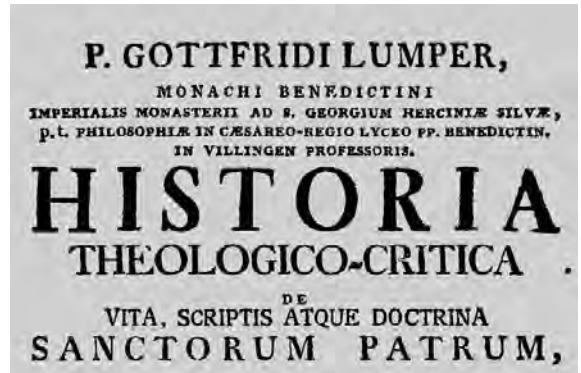 P. GOTTFRIDI LUMPER,
MONACHI BENEDICTINI
IMPERIALIS MONASTERII AD S. GEORGIUM HERCINIÆ SILVÆ,
p.t. PHILOSOPHIÆ IN CÆSAREO-REGIO LYCEO PP. BENEDICTIN.
IN VILLINGEN PROFESSORIS.
HISTORIA
THEOLOGICO-CRITICA
DE
VITA, SCRIPTIS ATQUE DOCTRINA
SANCTORUM PATRUM,